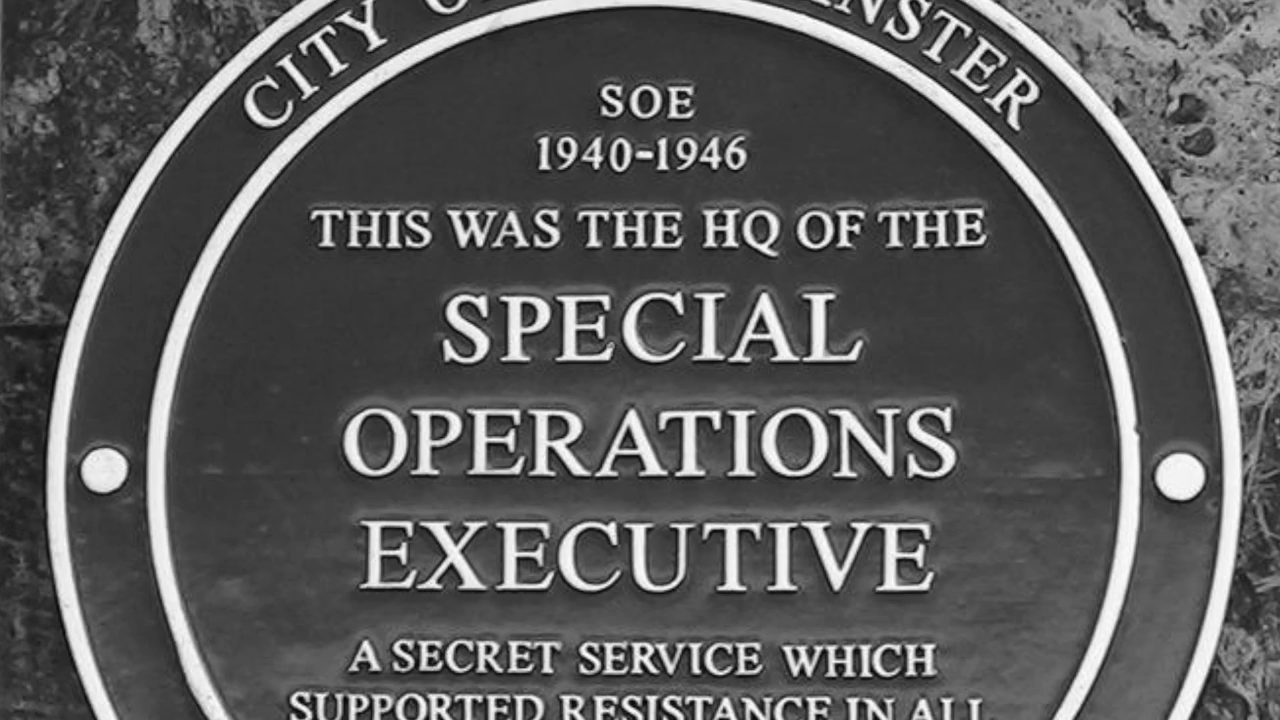 CITY
SOE
1940-1946
THIS WAS THE HQ OF THE
SPECIAL
OPERATIONS
EXECUTIVE
A SECRET SERVICE WHICH
SUPPORTED RESISTANCE IN ALL